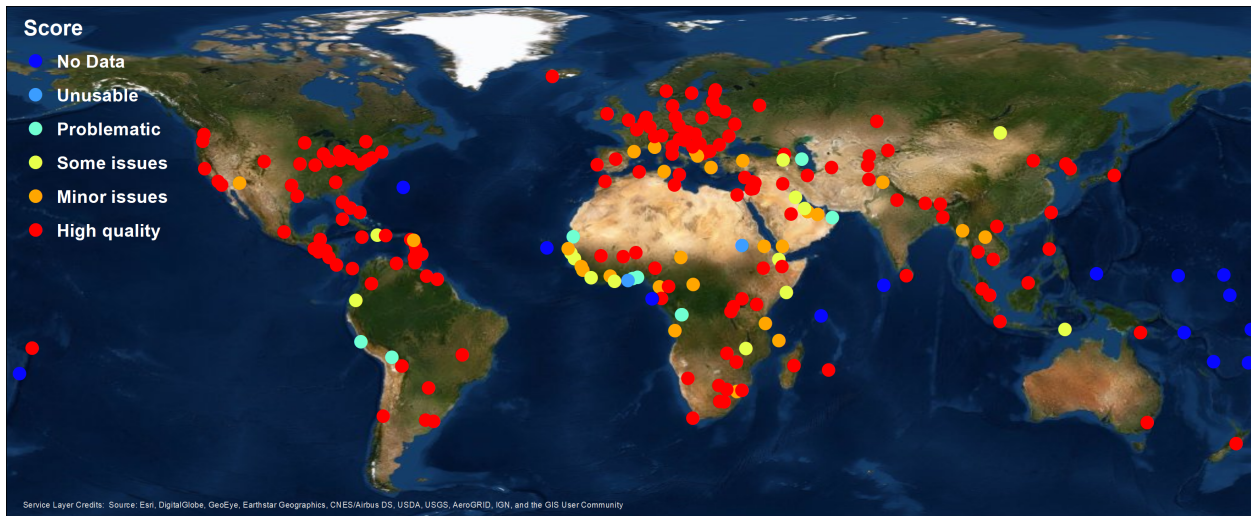 Score
No Data
Unusable
Problematic
Some issues
Minor issues
High quality
Service Layer Credits: Source: Esri, DigitalGlobe, GeoEye, Earthstar Geographics, CNES/Airbus DS, USDA, USGS, AeroGRID, IGN, and the GIS User Community